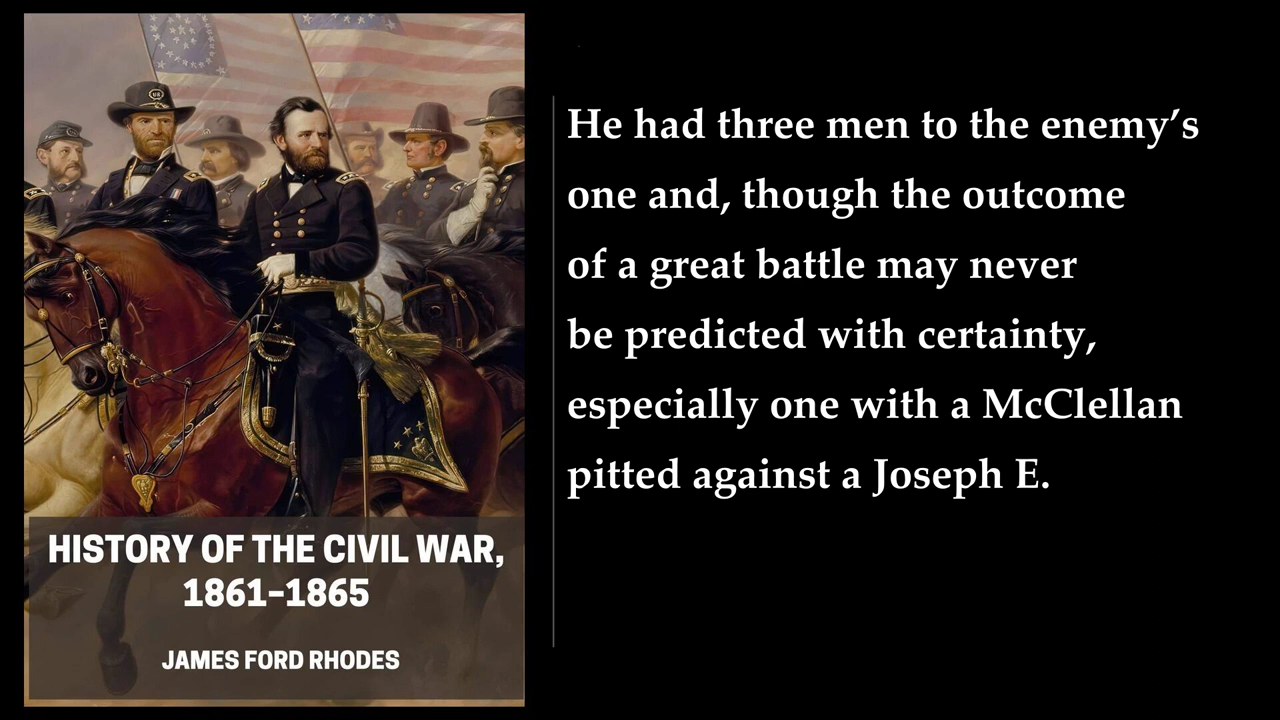 HISTORY OF THE CIVIL WAR,
1861–1865
JAMES FORD RHODES
He had three men to the enemy’s
one and, though the outcome
of a great battle may never
be predicted with certainty,
especially one with a McClellan
pitted against a Joseph E.